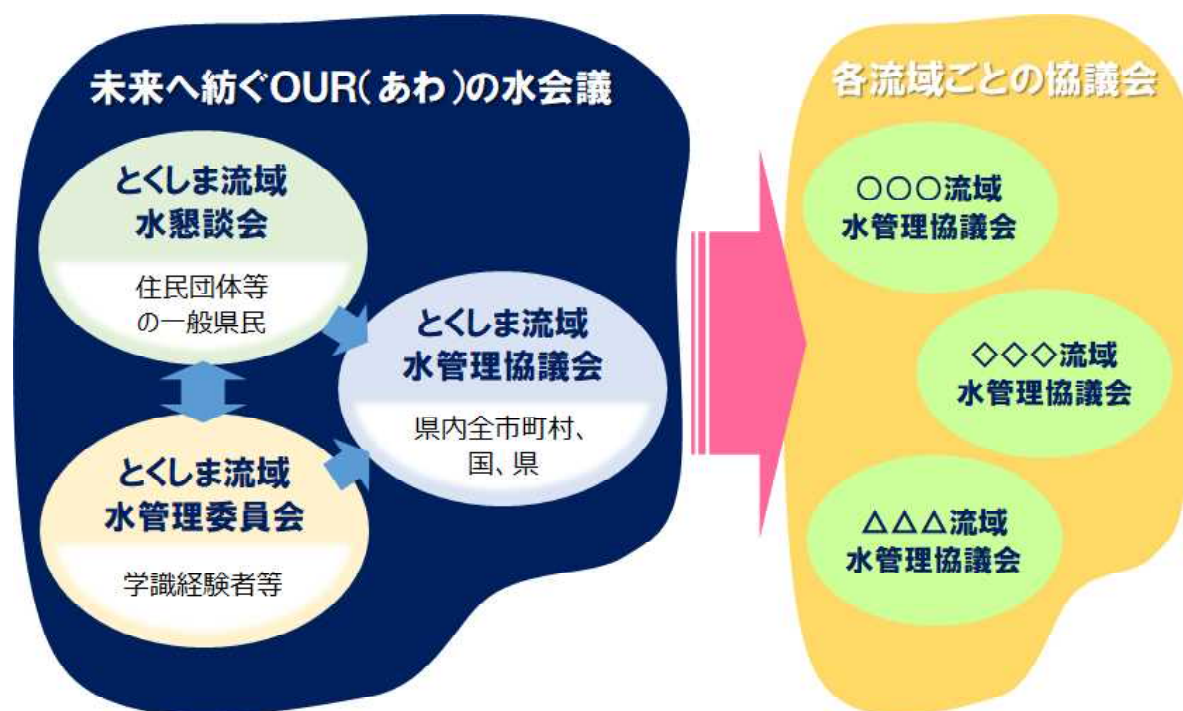 未来へ紡ぐOUR(あわ)の水会議
とくしま流域
水懇談会
住民団体等
の一般県民
とくしま流域
水管理協議会
県内全市町村、
国、県
とくしま流域
水管理委員会
学識経験者等
各流域ごとの協議会
○○○流域
水管理協議会
◇◇◇流域
水管理協議会
△△△流域
水管理協議会